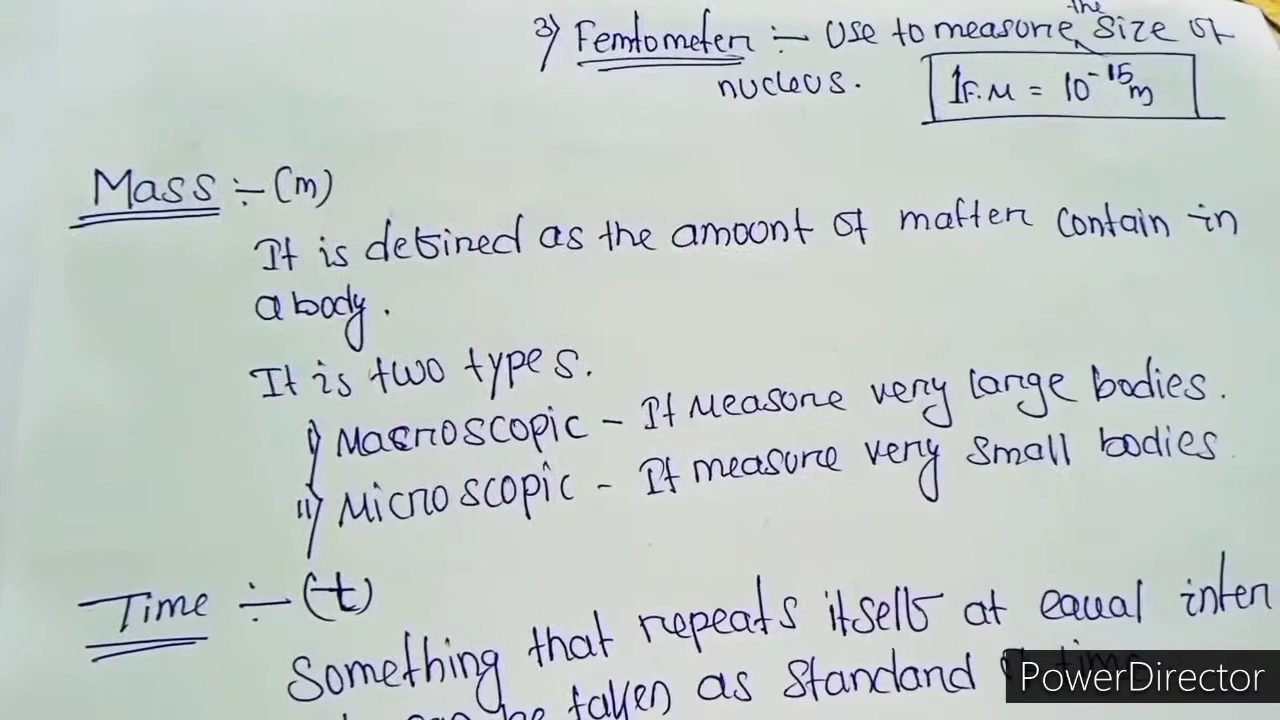 3) Femtometer :- Use to measure the size of
nucleus.
1F.M = 10⁻¹⁵m
Mass :- (m)
It is defined as the amount of matter contain in
a body.
It is two types.
i) Macroscopic - It measure very large bodies.
ii) Microscopic - It measure very small bodies
Time :- (t)
Something that repeats itself at equal inter
be taken as standard
PowerDirector